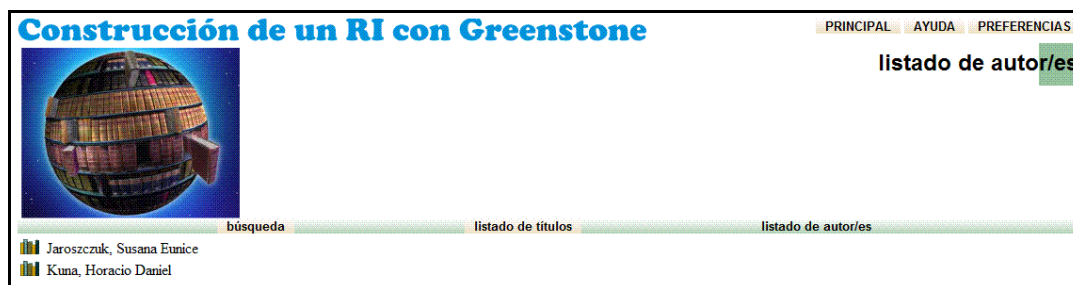 Construcción de un RI con Greenstone
PRINCIPAL AYUDA PREFERENCIAS
listado de autor/es
búsqueda listado de títulos listado de autor/es
Jaroszczuk, Susana Eunice
Kuna, Horacio Daniel